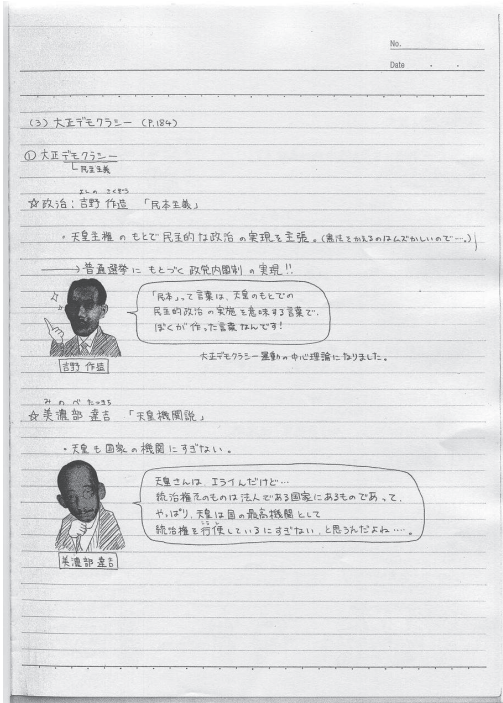 No.
Date
(3) 大正デモクラシー (P.184)
① 大正デモクラシー
民主主義
よしの さくぞう
☆政治:吉野 作造 「民本主義」
・天皇主権のもとで民主的な政治の実現を主張。(憲法をかえるのはムズかしいので…。)
→普通選挙にもとづく政党内閣制の実現!!
「民本」って言葉は、天皇のもとでの
民主的政治の実施を意味する言葉で、
ぼくが作った言葉なんです!
吉野 作造
大正デモクラシー運動の中心理論になりました。
みのべ たつきち
☆美濃部 達吉 「天皇機関説」
・天皇も国家の機関にすぎない。
天皇さんは、エライんだけど…
統治権そのものは法人である国家にあるものであって、
やっぱり、天皇は国の最高機関として
統治権を行使しているにすぎない、と思うんだよね……。
美濃部 達吉